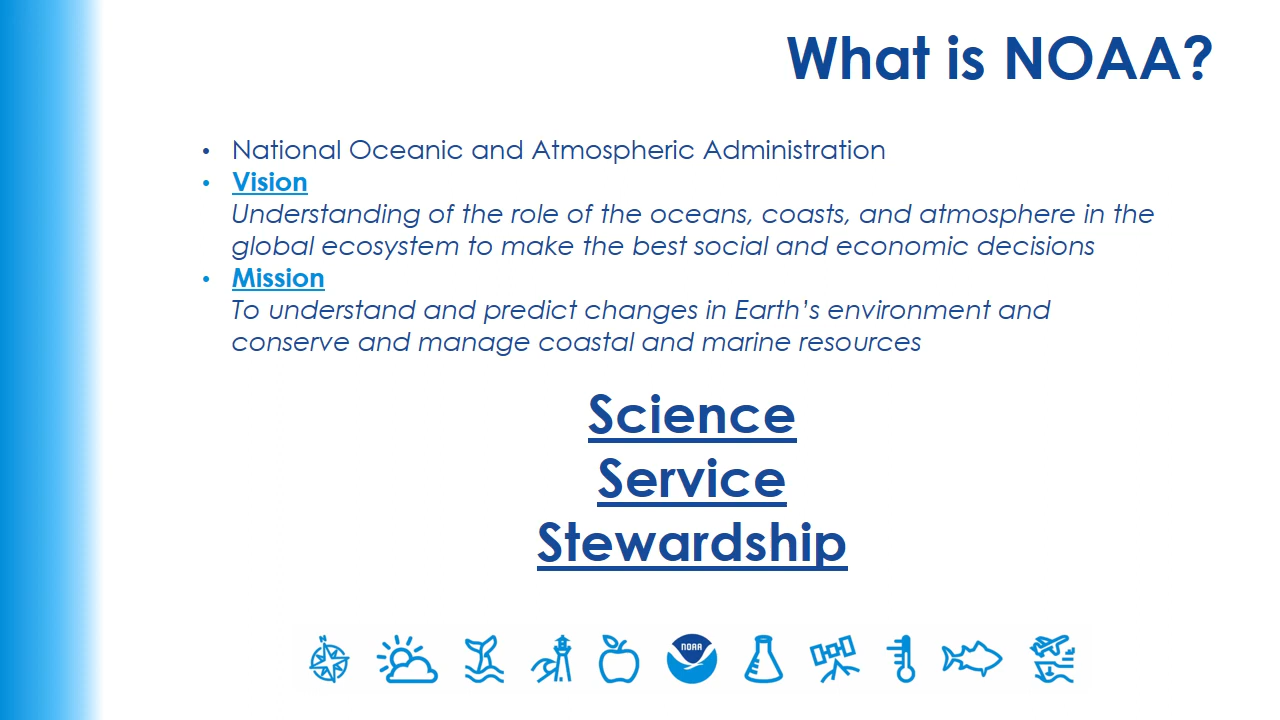 What is NOAA?
• National Oceanic and Atmospheric Administration
• Vision
Understanding of the role of the oceans, coasts, and atmosphere in the
global ecosystem to make the best social and economic decisions
• Mission
To understand and predict changes in Earth’s environment and
conserve and manage coastal and marine resources
Science
Service
Stewardship
N
NOAA